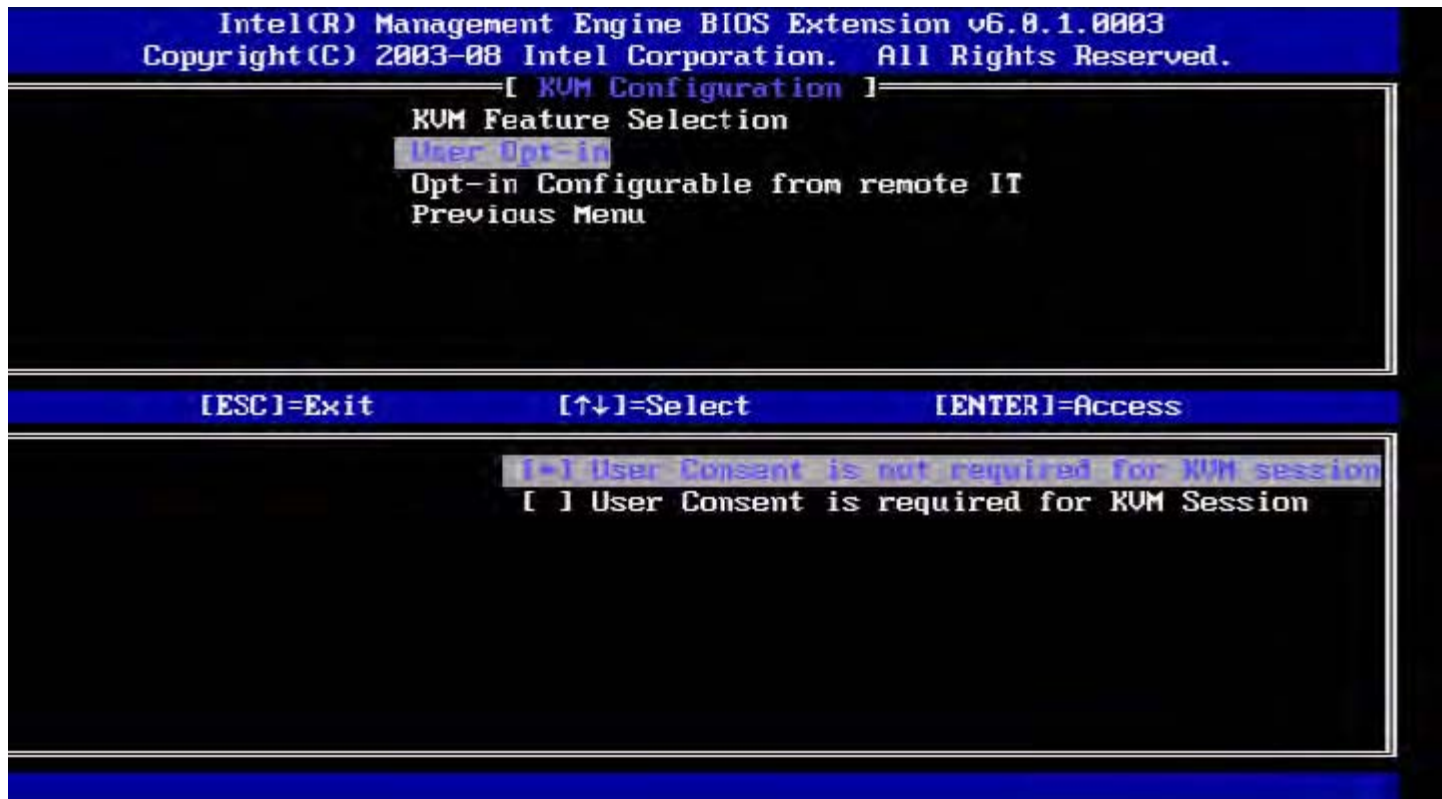 Intel(R) Management Engine BIOS Extension v6.0.1.0003
Copyright(C) 2003-08 Intel Corporation. All Rights Reserved.
[ KVM Configuration ]
KVM Feature Selection
User Opt-in
Opt-in Configurable from remote IT
Previous Menu
[ESC]=Exit [↑↓]=Select [ENTER]=Access
[*] User Consent is not required for KVM session
[ ] User Consent is required for KVM Session